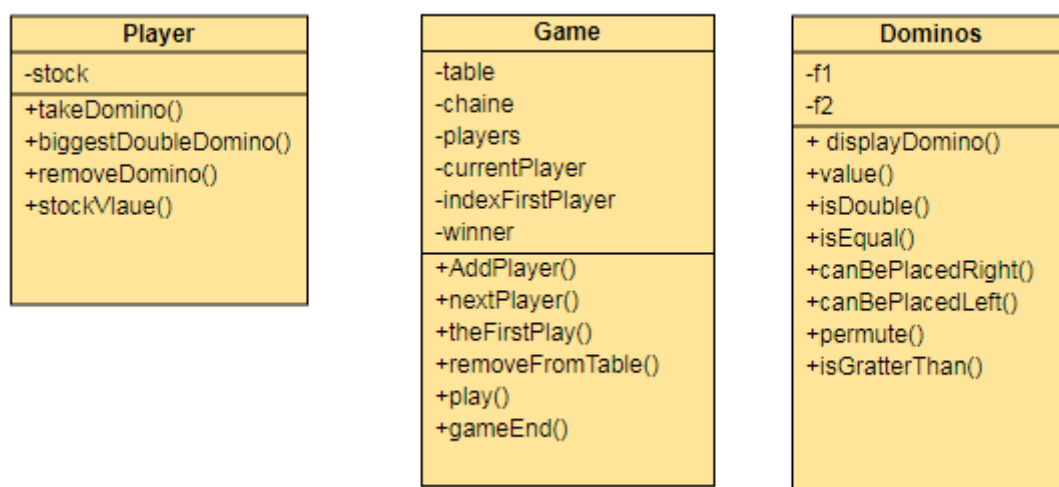 Player
-stock
+takeDomino()
+biggestDoubleDomino()
+removeDomino()
+stockVlaue()
Game
-table
-chaine
-players
-currentPlayer
-indexFirstPlayer
-winner
+AddPlayer()
+nextPlayer()
+theFirstPlay()
+removeFromTable()
+play()
+gameEnd()
Dominos
-f1
-f2
+ displayDomino()
+value()
+isDouble()
+isEqual()
+canBePlacedRight()
+canBePlacedLeft()
+permute()
+isGratterThan()